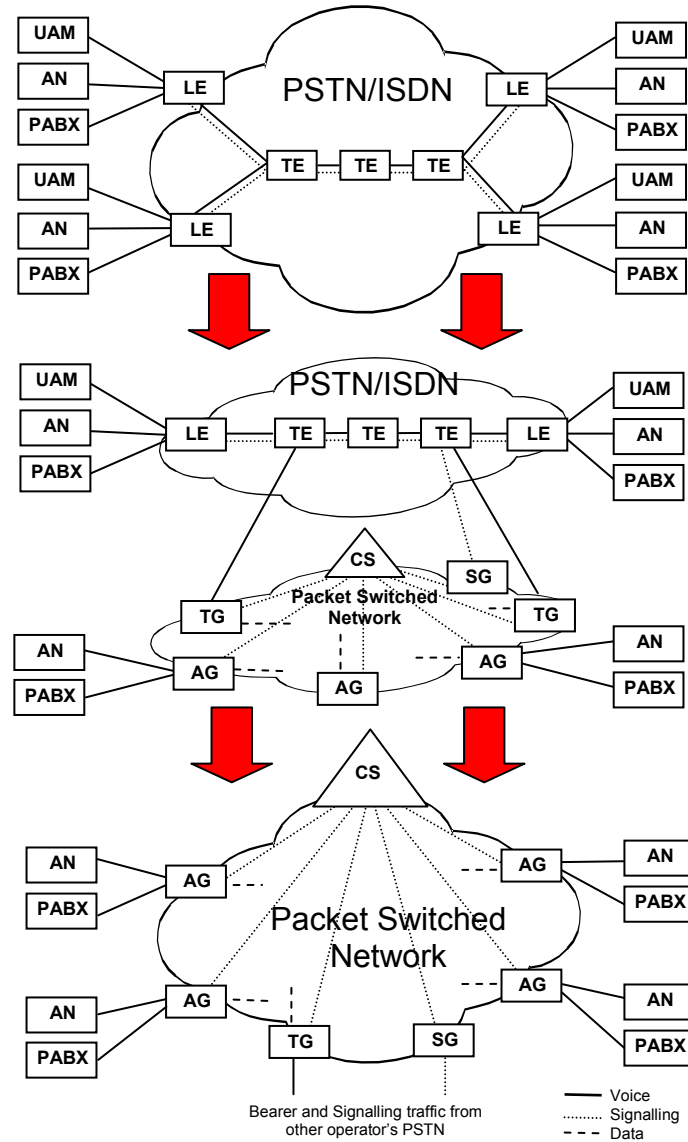 UAM
UAM
AN
LE
PSTN/ISDN
LE
AN
PABX
PABX
TE
TE
TE
UAM
UAM
AN
LE
LE
AN
PABX
PABX
PSTN/ISDN
UAM
UAM
AN
LE
TE
TE
TE
LE
AN
PABX
PABX
CS
SG
Packet Switched
Network
TG
TG
AN
AN
AG
AG
PABX
AG
PABX
CS
AN
AG
AG
AN
PABX
PABX
Packet Switched
Network
AN
AG
AG
AN
PABX
PABX
TG
SG
Bearer and Signalling traffic from
other operator's PSTN
Voice
Signalling
Data